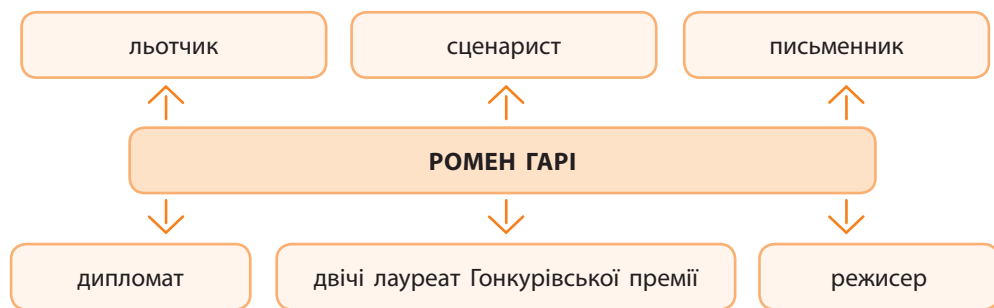 льотчик
сценарист
письменник
РОМЕН ГАРІ
дипломат
двічі лауреат Гонкурівської премії
режисер